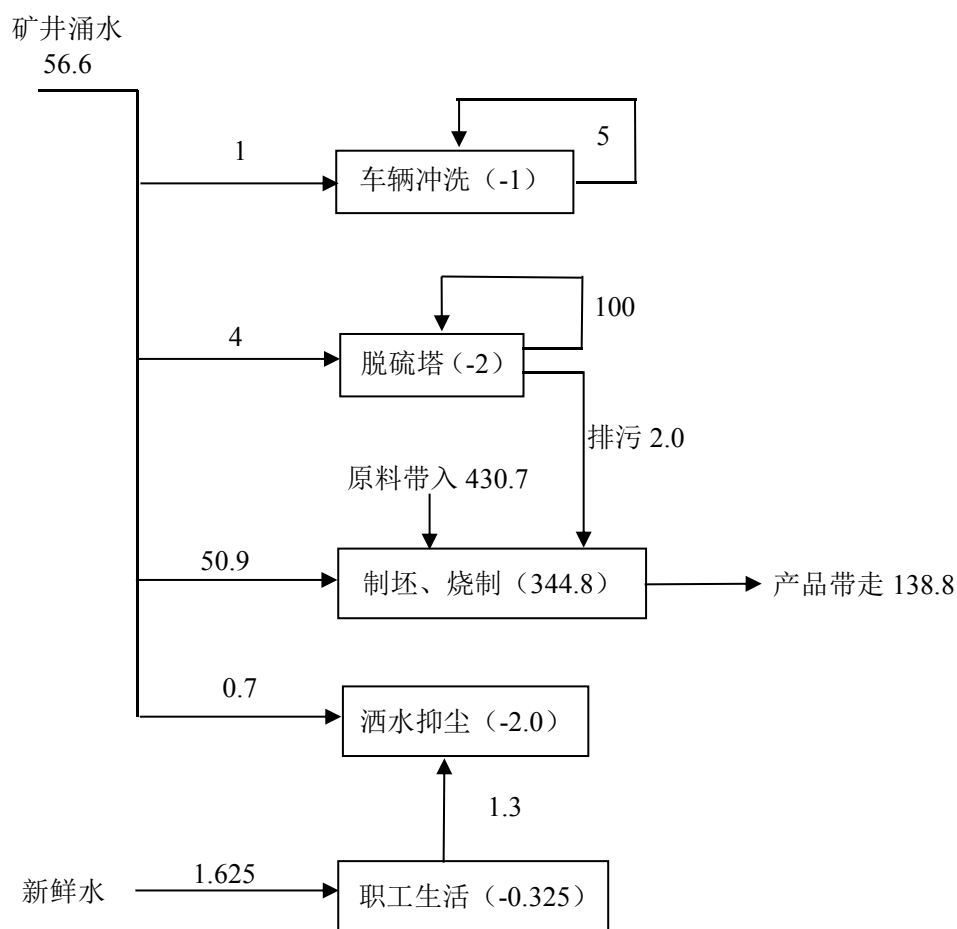 矿井涌水
56.6
1
车辆冲洗（-1）
5
4
脱硫塔（-2）
100
排污 2.0
原料带入 430.7
50.9
制坯、烧制（344.8）
产品带走 138.8
0.7
洒水抑尘（-2.0）
1.3
新鲜水
1.625
职工生活（-0.325）